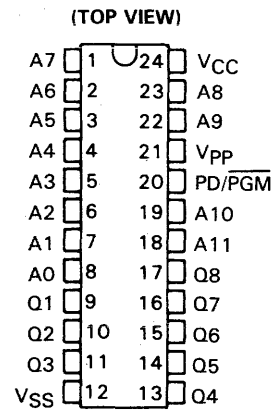 (TOP VIEW)
A7 1 24 VCC
A6 2 23 A8
A5 3 22 A9
A4 4 21 VPP
A3 5 20 PD/PGM
A2 6 19 A10
A1 7 18 A11
A0 8 17 Q8
Q1 9 16 Q7
Q2 10 15 Q6
Q3 11 14 Q5
VSS 12 13 Q4